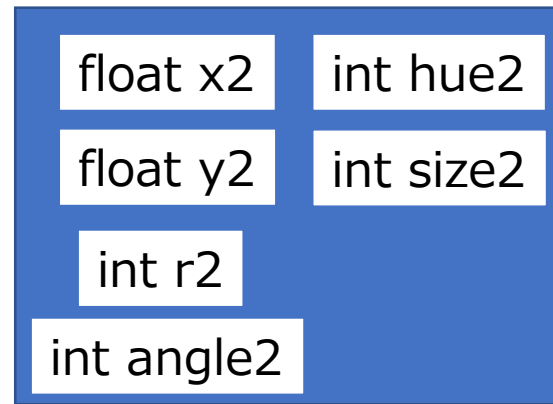 float x2
int hue2
float y2
int size2
int r2
int angle2